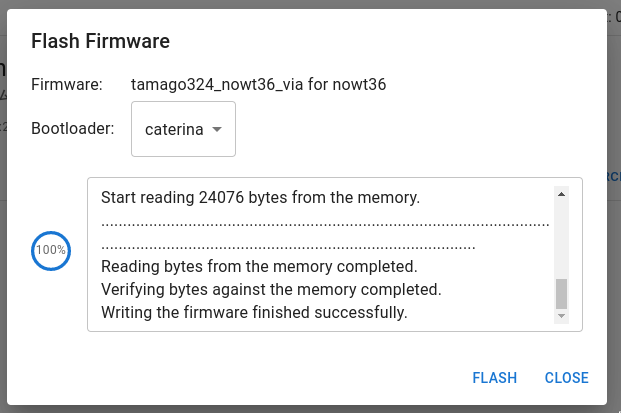 Flash Firmware
Firmware: tamago324_nowt36_via for nowt36
Bootloader: caterina
Start reading 24076 bytes from the memory.
....................................................................................................
...................................................................................
Reading bytes from the memory completed.
100%
Verifying bytes against the memory completed.
Writing the firmware finished successfully.
FLASH CLOSE